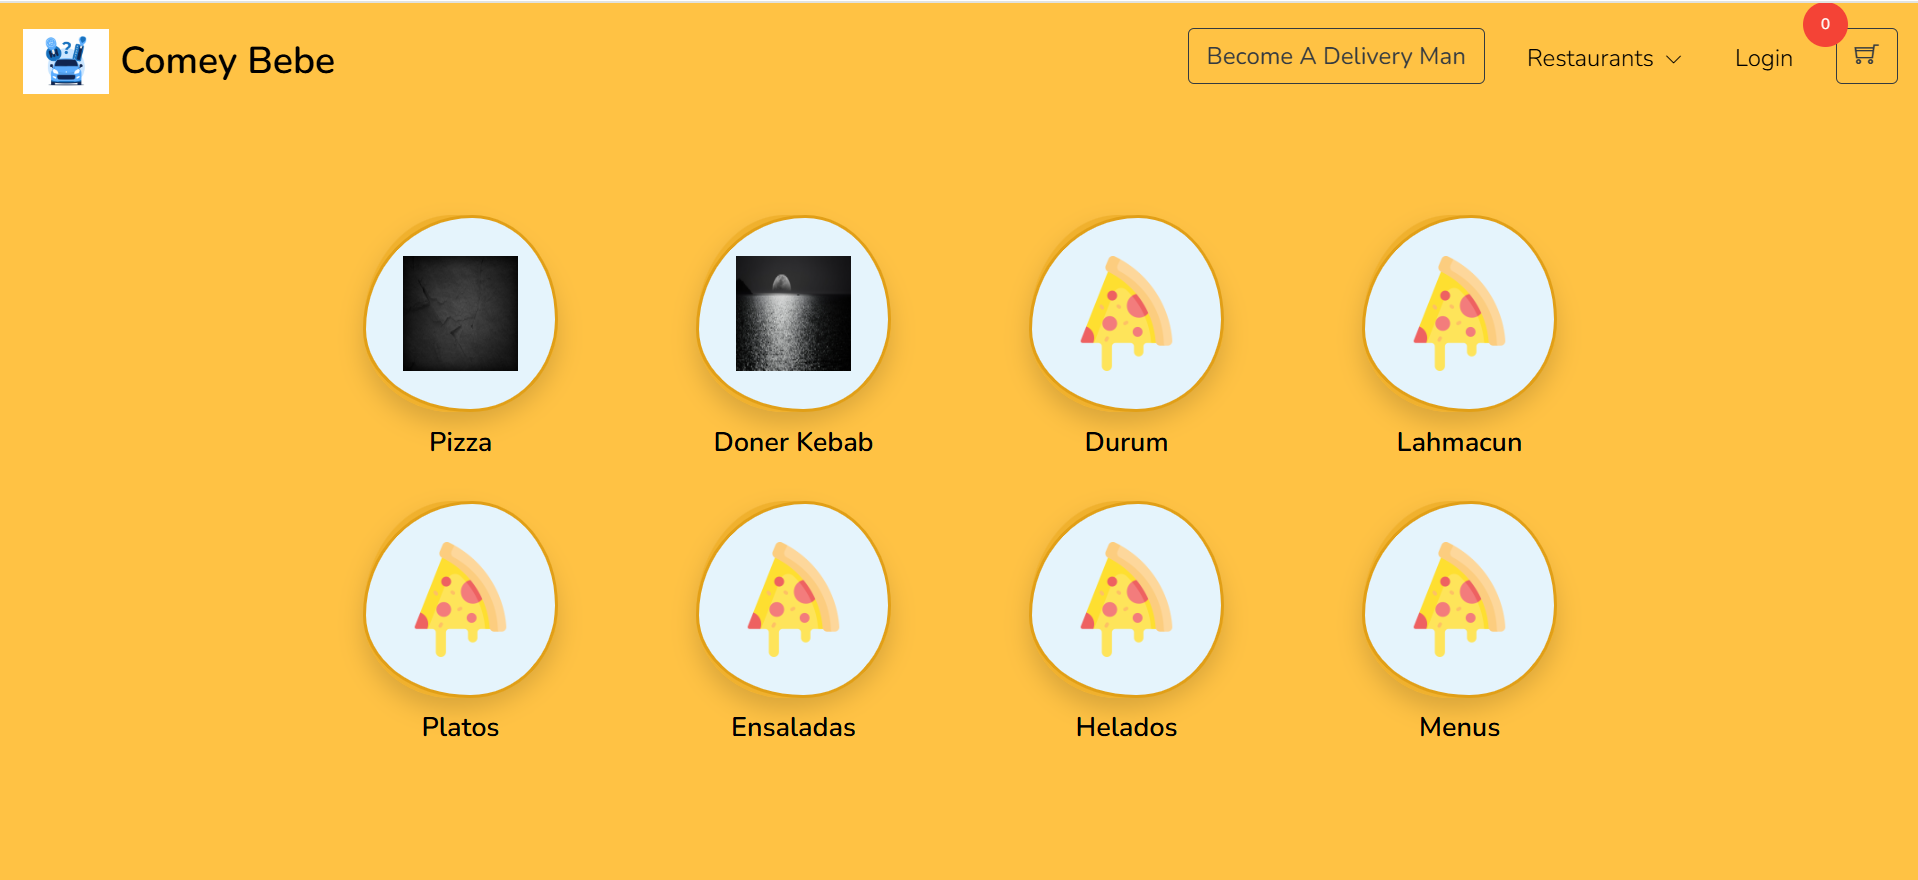 Comey Bebe
Become A Delivery Man
Restaurants
Login
0
?
Pizza
Doner Kebab
Durum
Lahmacun
Platos
Ensaladas
Helados
Menus